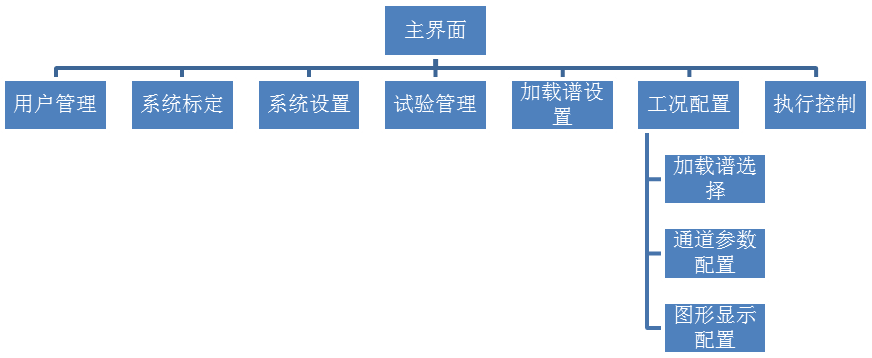 主界面
用户管理
系统标定
系统设置
试验管理
加载谱设
置
工况配置
执行控制
加载谱选
择
通道参数
配置
图形显示
配置